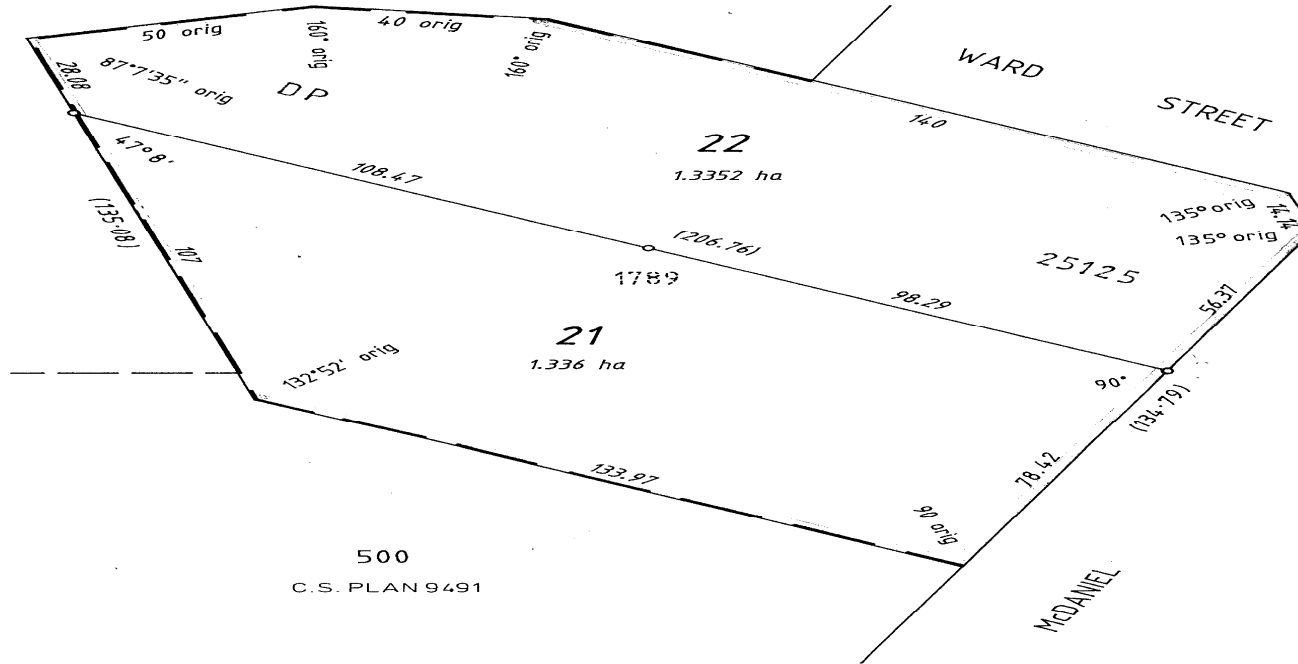 50 orig
40 orig
160° orig
160° orig
28.08
87°7'35" orig
DP
WARD
STREET
140
22
1.3352 ha
47°8'
108.47
(135·08)
107
135° orig
14.14
135° orig
(206.76)
1789
25125
98.29
56.37
21
1.336 ha
132°52' orig
90°
(134·79)
133.97
78.42
90 orig
500
C.S. PLAN 9491
McDANIEL